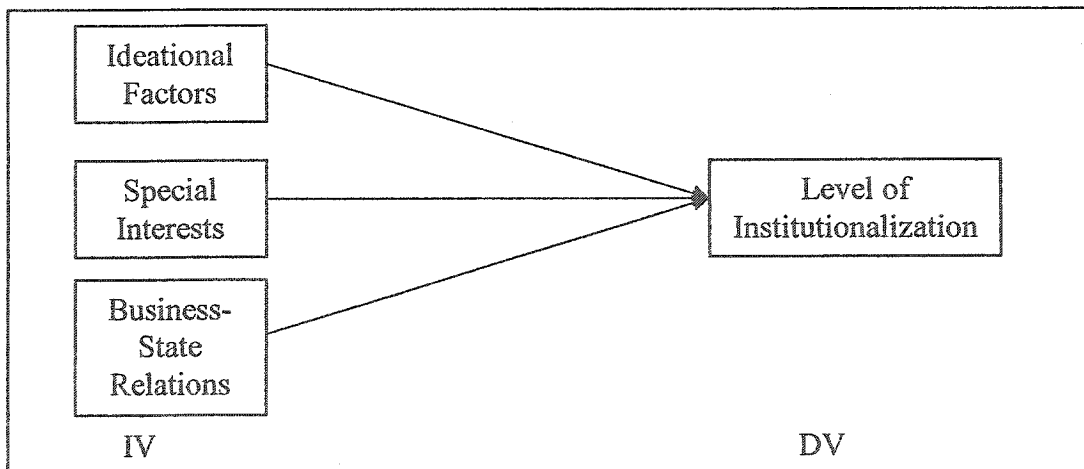 Ideational
Factors
Special
Interests
Business-
State
Relations
IV
Level of
Institutionalization
DV